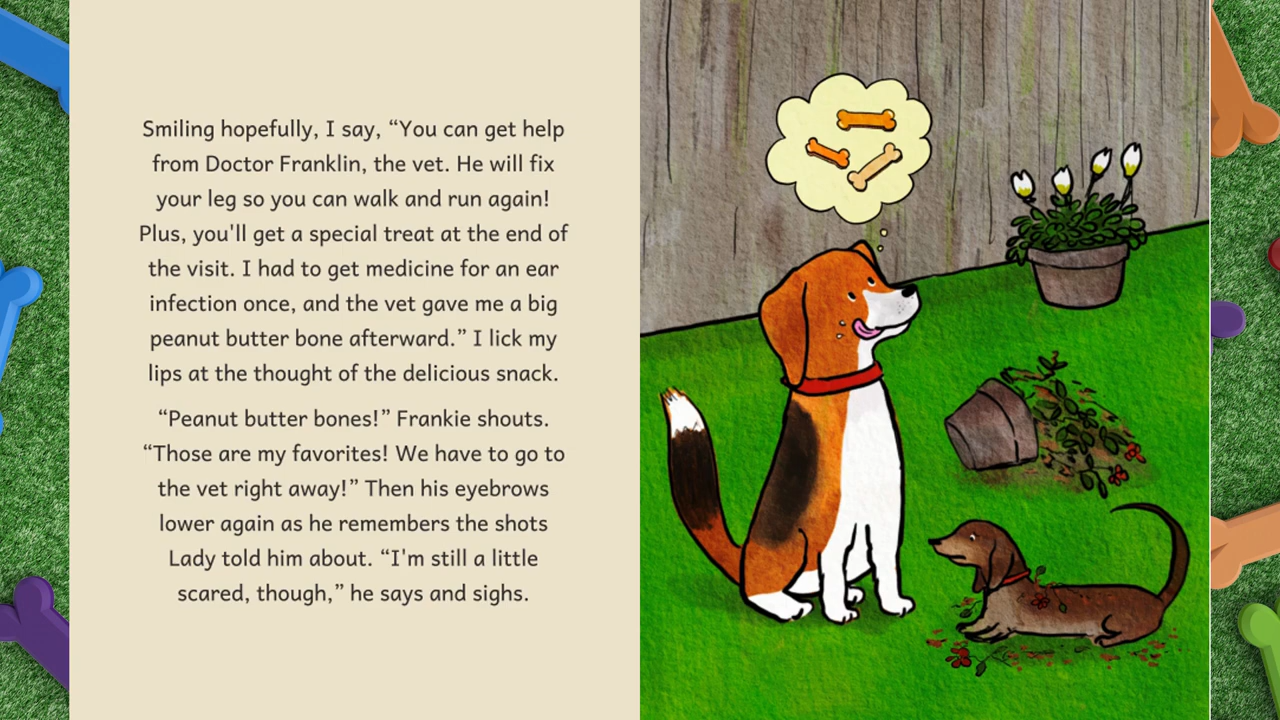 Smiling hopefully, I say, “You can get help
from Doctor Franklin, the vet. He will fix
your leg so you can walk and run again!
Plus, you'll get a special treat at the end of
the visit. I had to get medicine for an ear
infection once, and the vet gave me a big
peanut butter bone afterward.” I lick my
lips at the thought of the delicious snack.
“Peanut butter bones!” Frankie shouts.
“Those are my favorites! We have to go to
the vet right away!” Then his eyebrows
lower again as he remembers the shots
Lady told him about. “I'm still a little
scared, though,” he says and sighs.